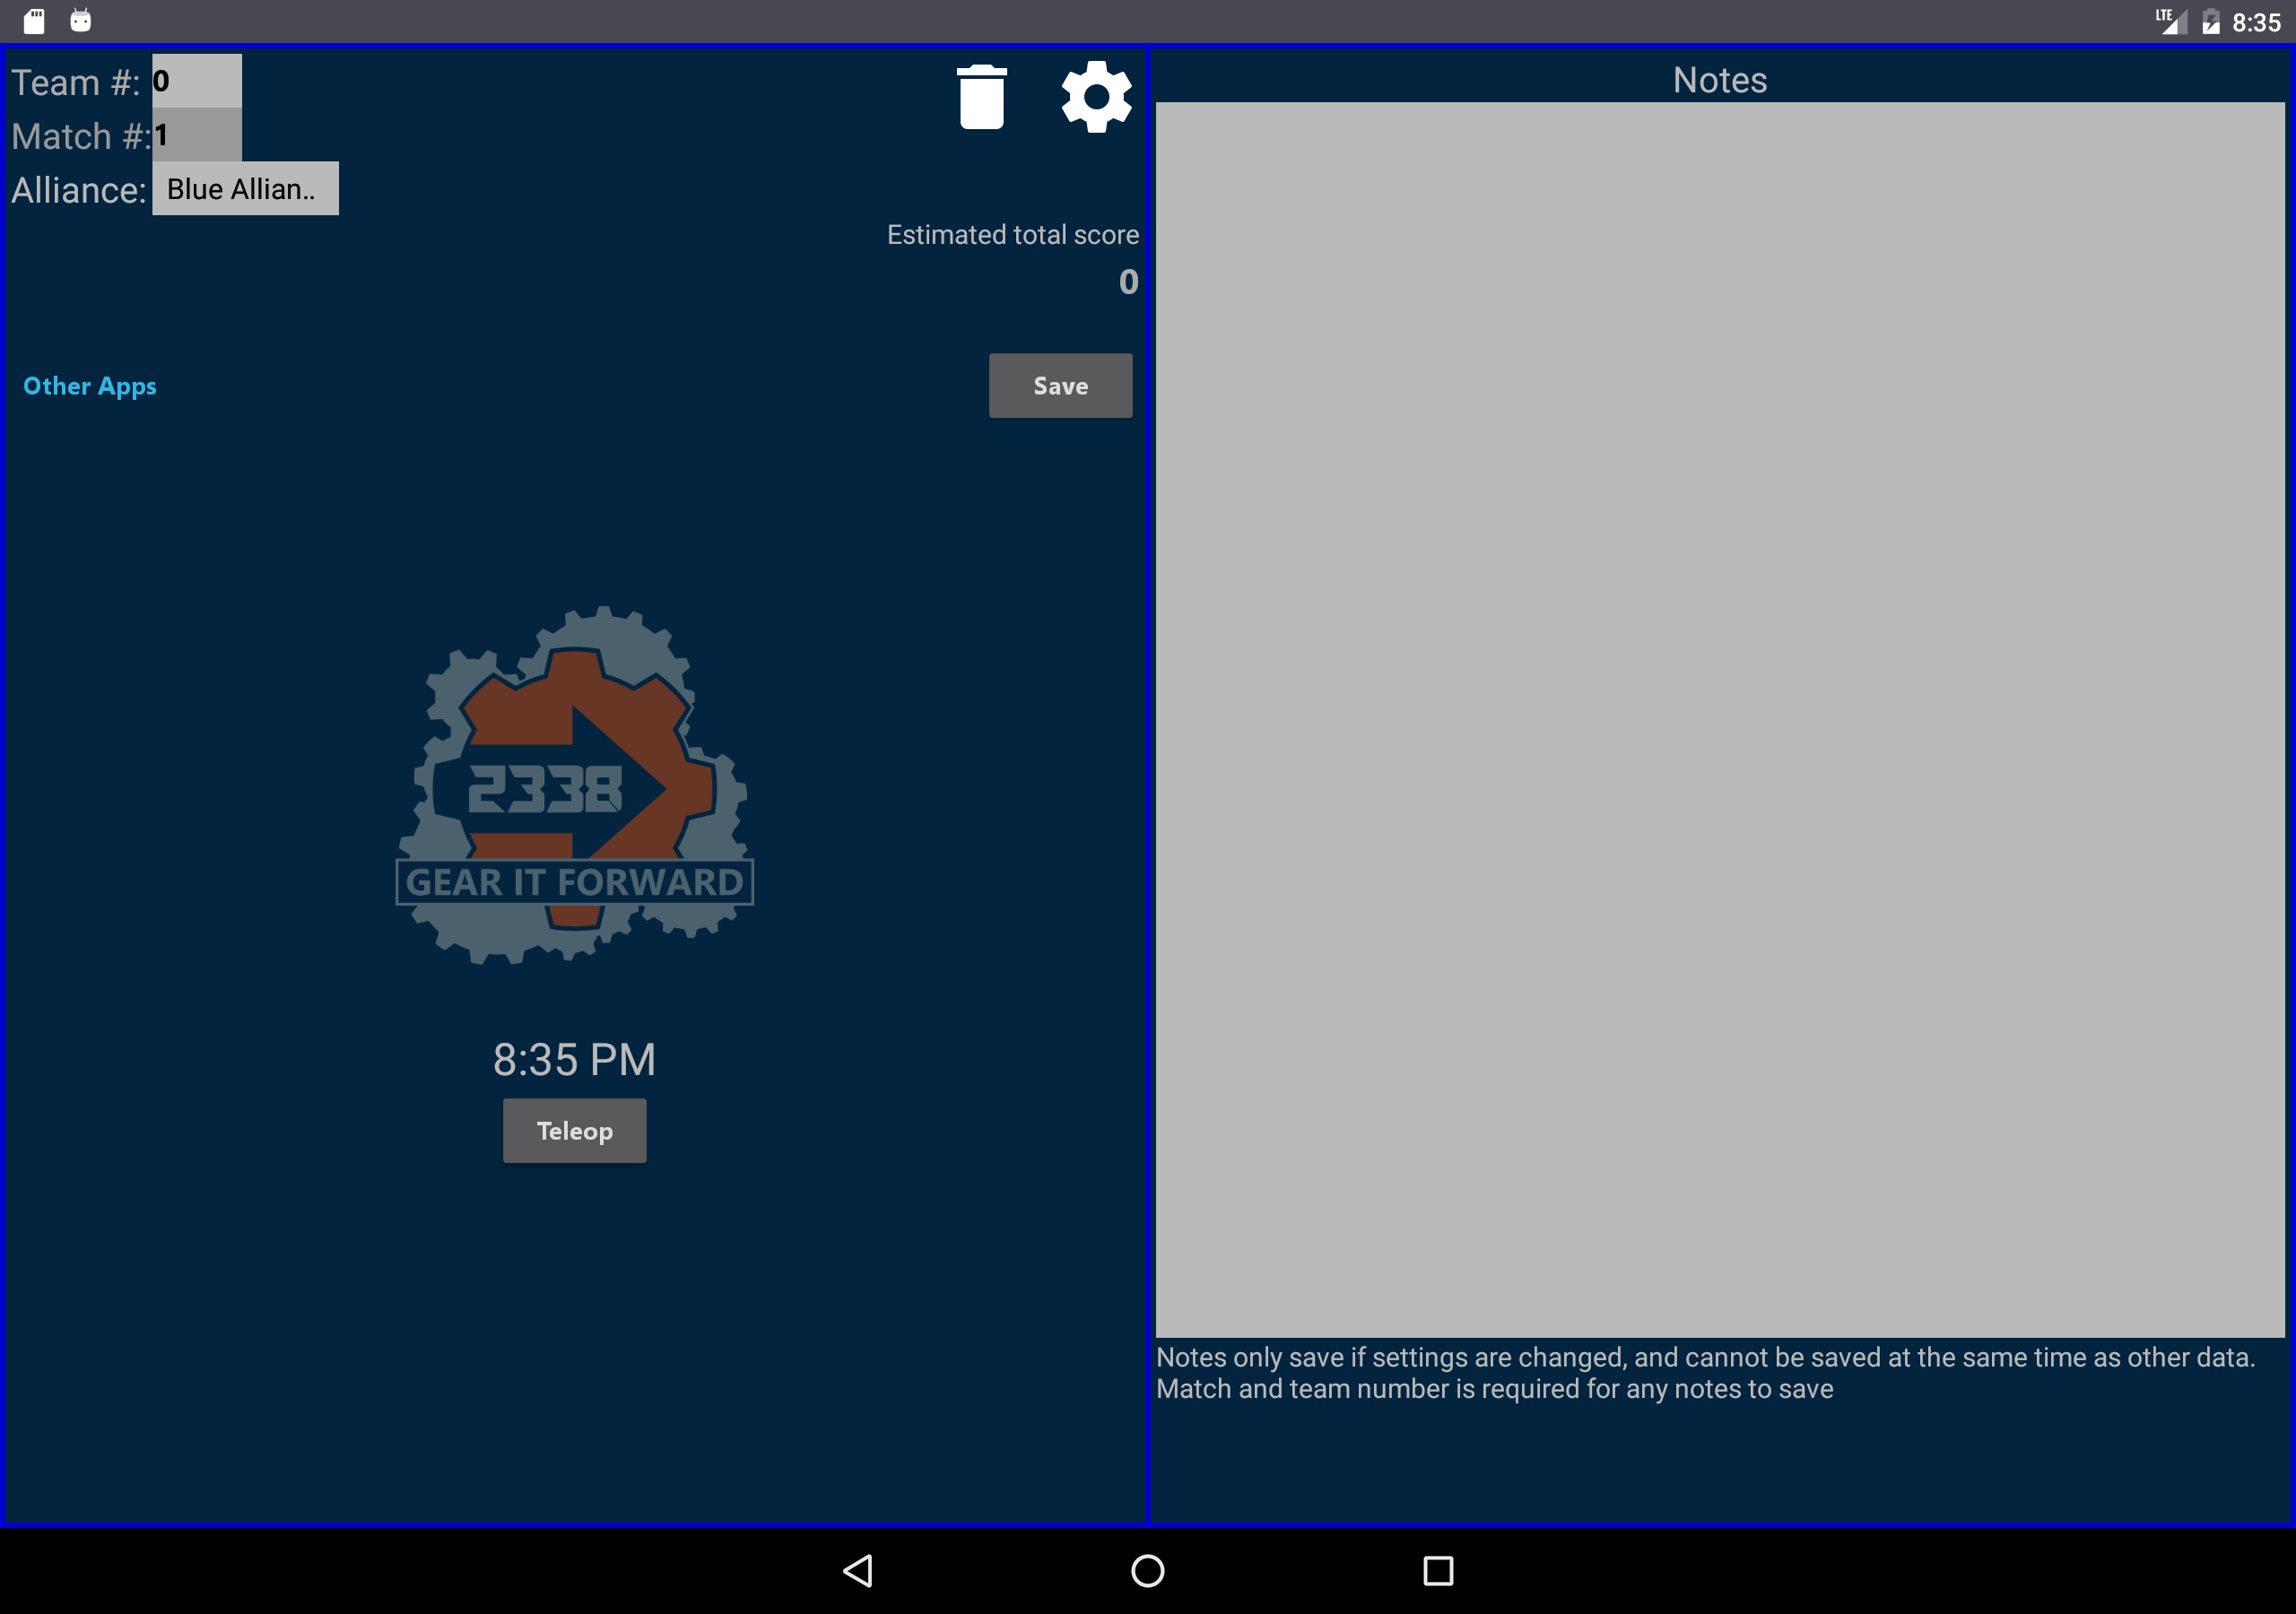 LTE 8:35
Team #: 0
Match #: 1
Alliance: Blue Allian..
Estimated total score
0
Other Apps
Save
2338
GEAR IT FORWARD
8:35 PM
Teleop
Notes
Notes only save if settings are changed, and cannot be saved at the same time as other data.
Match and team number is required for any notes to save